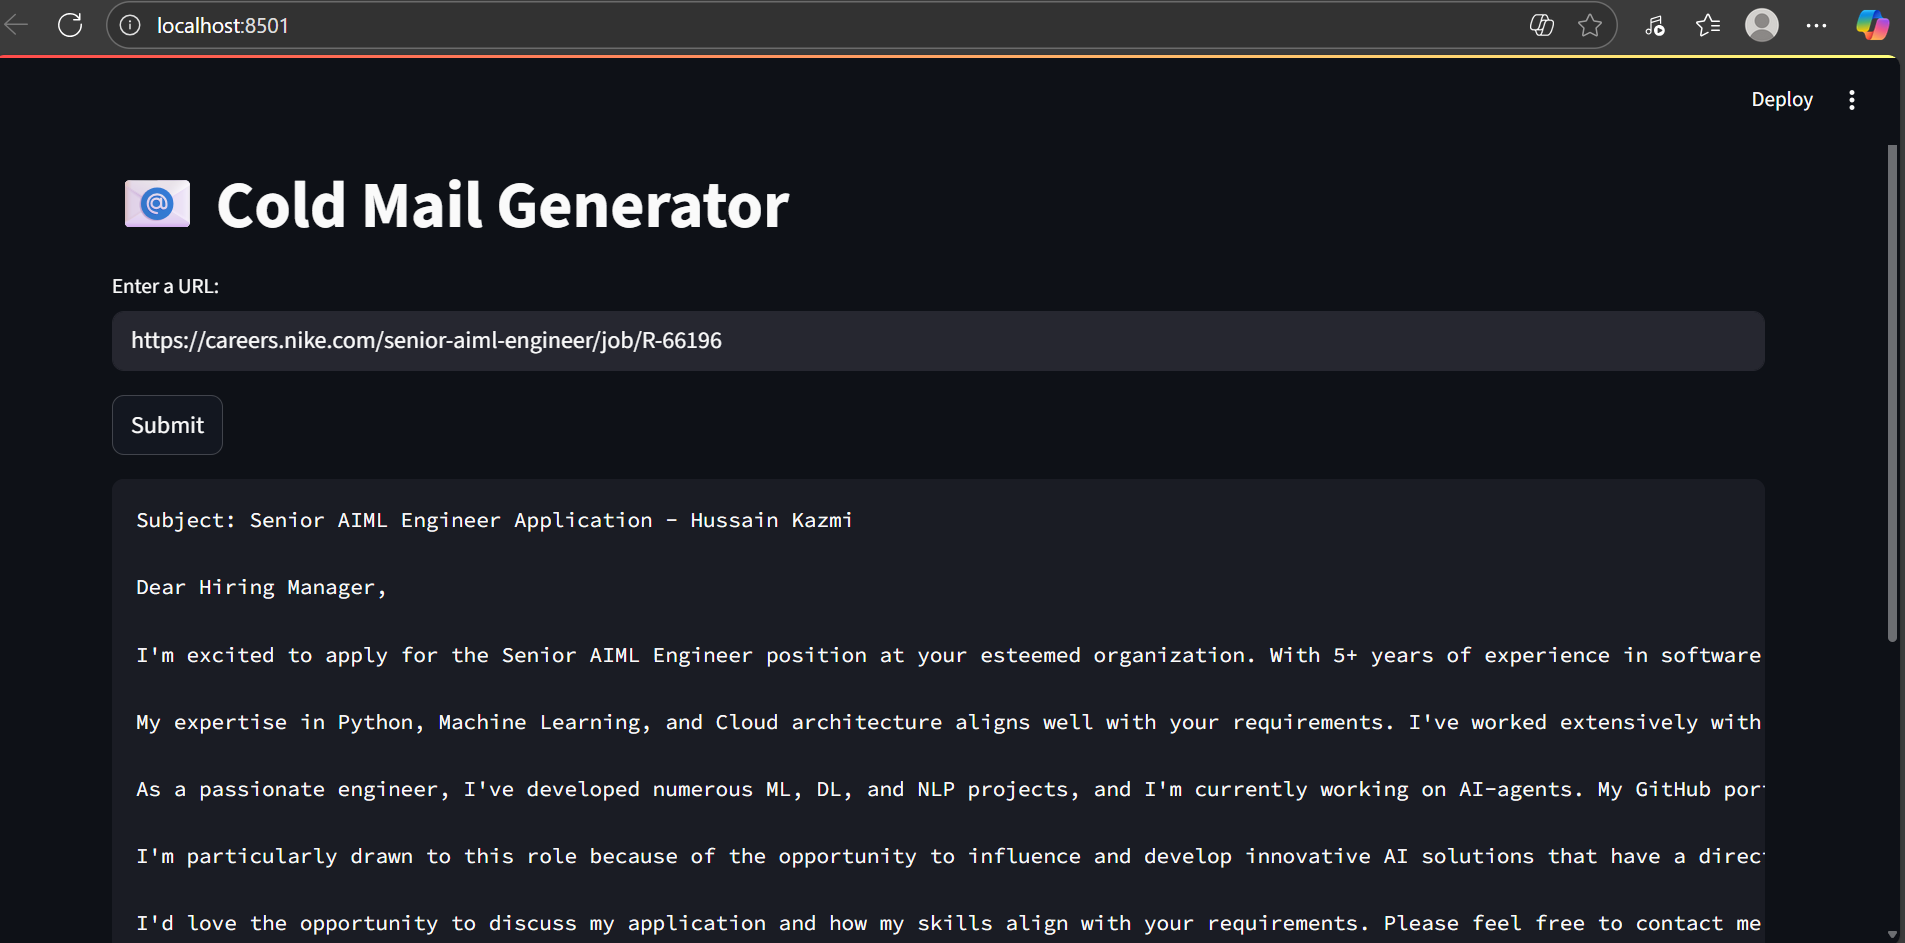 localhost:8501
Deploy
Cold Mail Generator
Enter a URL:
https://careers.nike.com/senior-aiml-engineer/job/R-66196
Submit
Subject: Senior AIML Engineer Application - Hussain Kazmi
Dear Hiring Manager,
I'm excited to apply for the Senior AIML Engineer position at your esteemed organization. With 5+ years of experience in software
My expertise in Python, Machine Learning, and Cloud architecture aligns well with your requirements. I've worked extensively with
As a passionate engineer, I've developed numerous ML, DL, and NLP projects, and I'm currently working on AI-agents. My GitHub
I'm particularly drawn to this role because of the opportunity to influence and develop innovative AI solutions that have a
I'd love the opportunity to discuss my application and how my skills align with your requirements. Please feel free to contact me